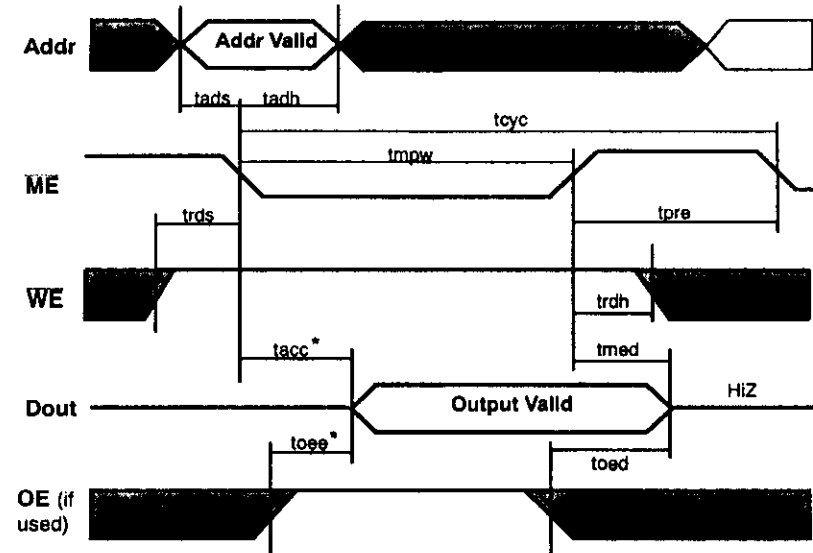 Addr
Addr Valid
tads
tadh
tcyc
tmpw
ME
trds
tpre
WE
trdh
tacc*
tmed
Dout
Output Valid
HiZ
toee*
toed
OE (if
used)